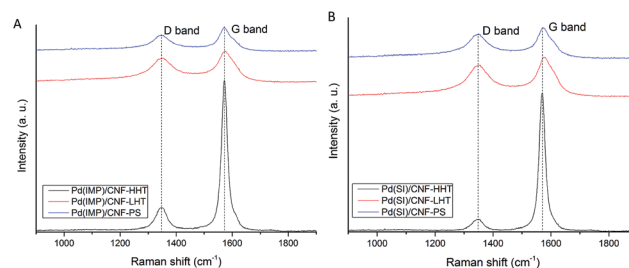 A
D band
G band
Intensity (a. u.)
Pd(IMP)/CNF-HHT
Pd(IMP)/CNF-LHT
Pd(IMP)/CNF-PS
1000
1200
1400
1600
1800
Raman shift (cm-1)
B
D band
G band
Intensity (a. u.)
Pd(SI)/CNF-HHT
Pd(SI)/CNF-LHT
Pd(SI)/CNF-PS
1000
1200
1400
1600
1800
Raman shift (cm-1)